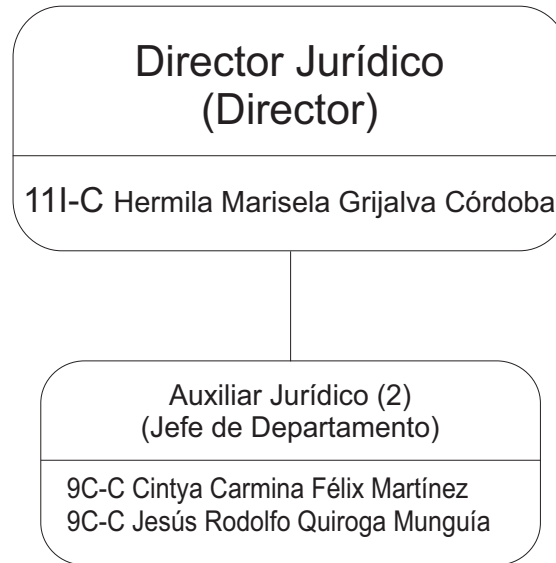 Director Jurídico
(Director)
11I-C Hermila Marisela Grijalva Córdoba
Auxiliar Jurídico (2)
(Jefe de Departamento)
9C-C Cintya Carmina Félix Martínez
9C-C Jesús Rodolfo Quiroga Munguía